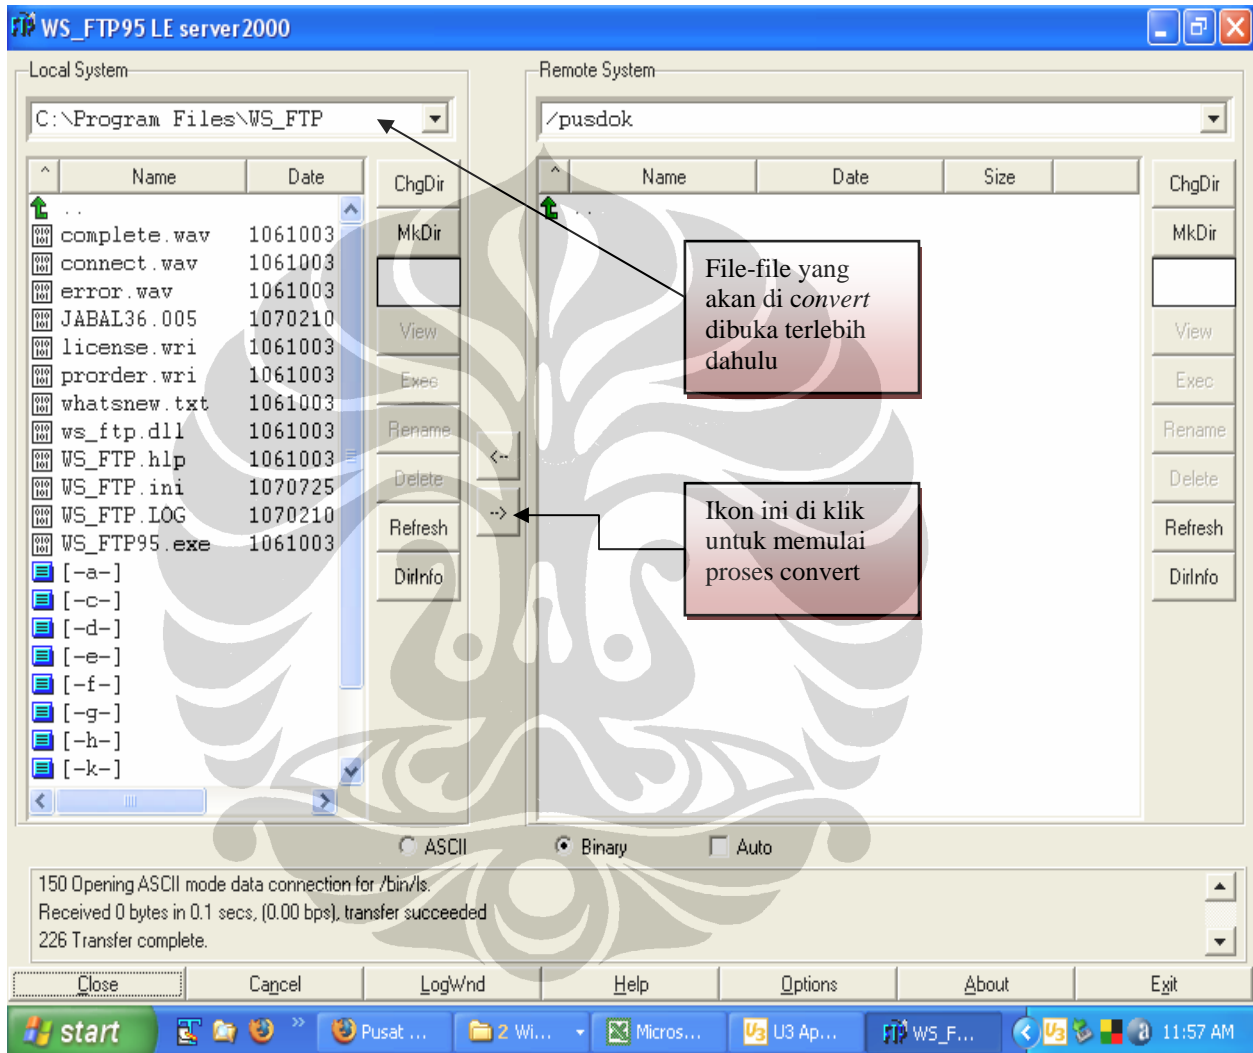 WS_FTP95 LE server2000
Local System
Remote System
C:\Program Files\WS_FTP
/pusdok
^ Name Date
^ Name Date Size
ChgDir
MkDir
View
Exec
Rename
Delete
Refresh
DirInfo
..
complete.wav 1061003
connect.wav 1061003
error.wav 1061003
JABAL36.005 1070210
license.wri 1061003
prorder.wri 1061003
whatsnew.txt 1061003
ws_ftp.dll 1061003
WS_FTP.hlp 1061003
WS_FTP.ini 1070725
WS_FTP.LOG 1070210
WS_FTP95.exe 1061003
[-a-]
[-c-]
[-d-]
[-e-]
[-f-]
[-g-]
[-h-]
[-k-]
<--
-->
..
File-file yang
akan di convert
dibuka terlebih
dahulu
Ikon ini di klik
untuk memulai
proses convert
ChgDir
MkDir
View
Exec
Rename
Delete
Refresh
DirInfo
ASCII Binary Auto
150 Opening ASCII mode data connection for /bin/ls.
Received 0 bytes in 0.1 secs, (0.00 bps), transfer succeeded
226 Transfer complete.
Close Cancel LogWnd Help Options About Exit
start » Pusat ... 2 Wi... Micros... U3 Ap... WS_F... 11:57 AM